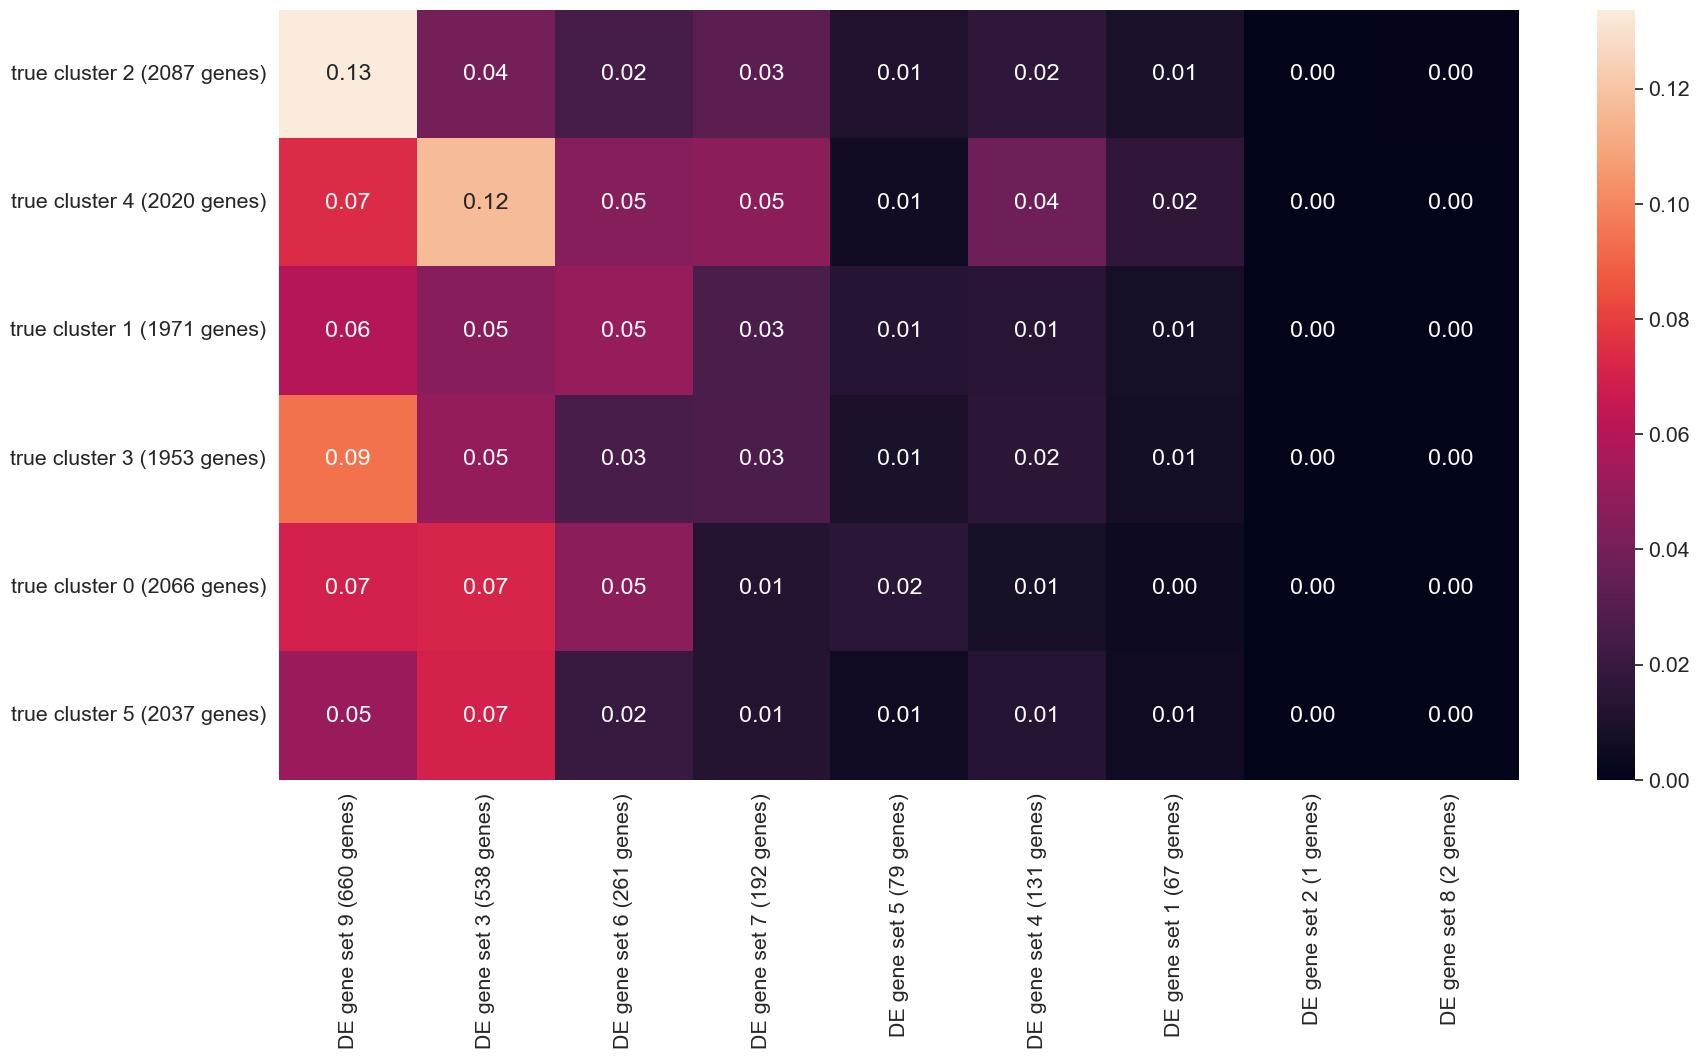 true cluster 2 (2087 genes) 0.13 0.04 0.02 0.03 0.01 0.02 0.01 0.00 0.00
true cluster 4 (2020 genes) 0.07 0.12 0.05 0.05 0.01 0.04 0.02 0.00 0.00
true cluster 1 (1971 genes) 0.06 0.05 0.05 0.03 0.01 0.01 0.01 0.00 0.00
true cluster 3 (1953 genes) 0.09 0.05 0.03 0.03 0.01 0.02 0.01 0.00 0.00
true cluster 0 (2066 genes) 0.07 0.07 0.05 0.01 0.02 0.01 0.00 0.00 0.00
true cluster 5 (2037 genes) 0.05 0.07 0.02 0.01 0.01 0.01 0.01 0.00 0.00
DE gene set 9 (660 genes)
DE gene set 3 (538 genes)
DE gene set 6 (261 genes)
DE gene set 7 (192 genes)
DE gene set 5 (79 genes)
DE gene set 4 (131 genes)
DE gene set 1 (67 genes)
DE gene set 2 (1 genes)
DE gene set 8 (2 genes)
0.12
0.10
0.08
0.06
0.04
0.02
0.00